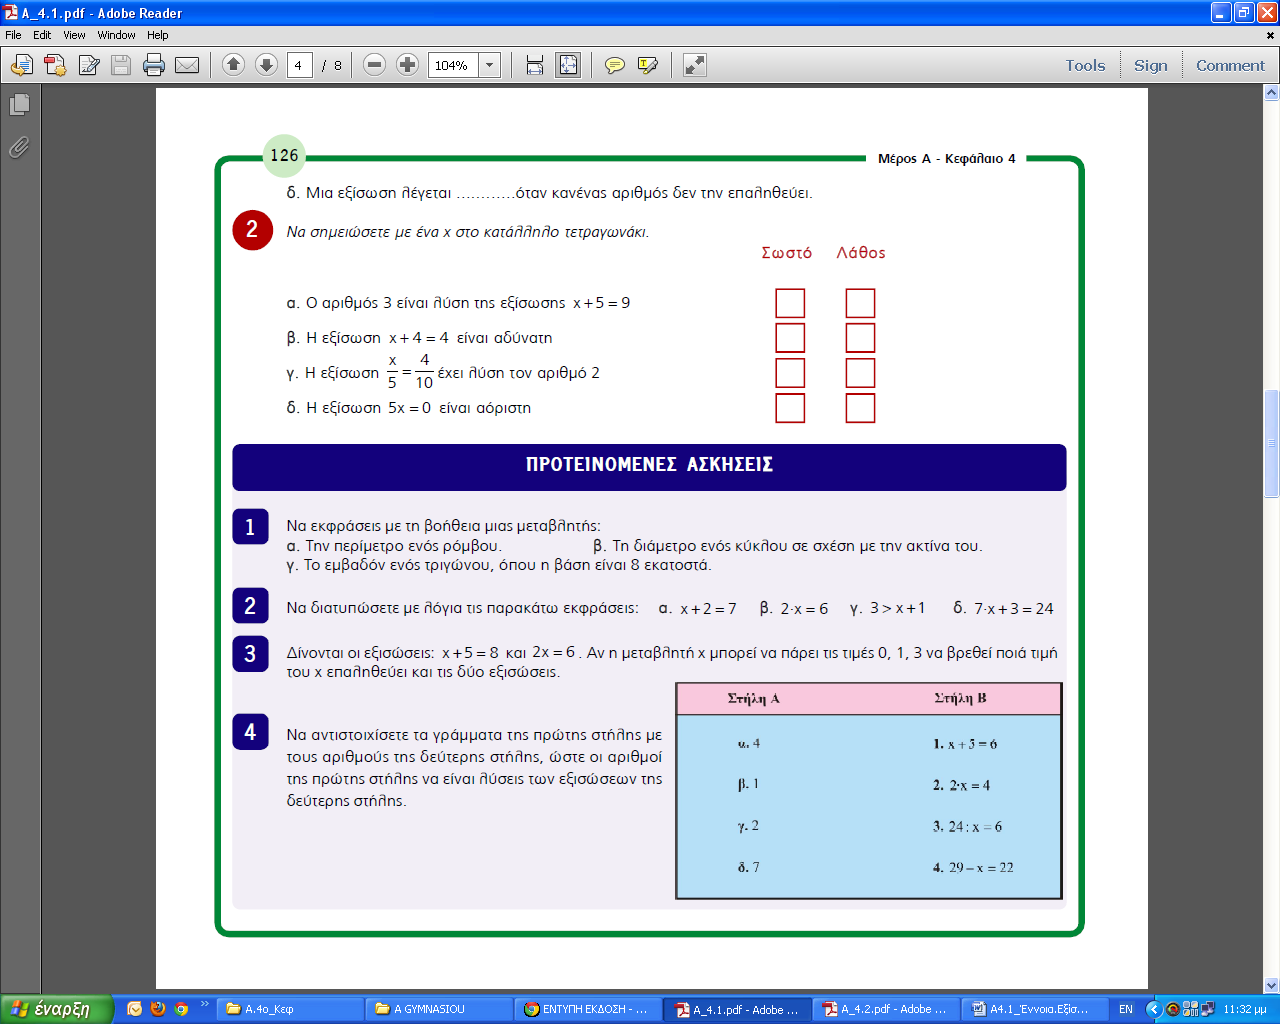 A_4.1.pdf - Adobe Reader
File Edit View Window Help
4 / 8 104% Tools Sign Comment
126 Μέρος Α - Κεφάλαιο 4
δ. Μια εξίσωση λέγεται …………όταν κανένας αριθμός δεν την επαληθεύει.
2 Να σημειώσετε με ένα x στο κατάλληλο τετραγωνάκι.
Σωστό Λάθος
α. Ο αριθμός 3 είναι λύση της εξίσωσης x + 5 = 9
β. Η εξίσωση x + 4 = 4 είναι αδύνατη
γ. Η εξίσωση x/5 = 4/10 έχει λύση τον αριθμό 2
δ. Η εξίσωση 5x = 0 είναι αόριστη
ΠΡΟΤΕΙΝΟΜΕΝΕΣ ΑΣΚΗΣΕΙΣ
1 Να εκφράσεις με τη βοήθεια μιας μεταβλητής:
α. Την περίμετρο ενός ρόμβου. β. Τη διάμετρο ενός κύκλου σε σχέση με την ακτίνα του.
γ. Το εμβαδόν ενός τριγώνου, όπου η βάση είναι 8 εκατοστά.
2 Να διατυπώσετε με λόγια τις παρακάτω εκφράσεις: α. x + 2 = 7 β. 2·x = 6 γ. 3 > x + 1 δ. 7·x + 3 = 24
3 Δίνονται οι εξισώσεις: x + 5 = 8 και 2x = 6 . Αν η μεταβλητή x μπορεί να πάρει τις τιμές 0, 1, 3 να βρεθεί ποιά τιμή
του x επαληθεύει και τις δύο εξισώσεις.
4 Να αντιστοιχίσετε τα γράμματα της πρώτης στήλης με
τους αριθμούς της δεύτερης στήλης, ώστε οι αριθμοί
της πρώτης στήλης να είναι λύσεις των εξισώσεων της
δεύτερης στήλης.
Στήλη Α Στήλη Β
α. 4 1. x + 5 = 6
β. 1 2. 2·x = 4
γ. 2 3. 24 : x = 6
δ. 7 4. 29 – x = 22
έναρξη A.4ο_Κεφ A GYMNASIOU ΕΝΤΥΠΗ ΕΚΔΟΣΗ - ... A_4.1.pdf - Adobe ... A_4.2.pdf - Adobe ... A4.1_Έννοια.Εξίσ... EN 11:32 μμ